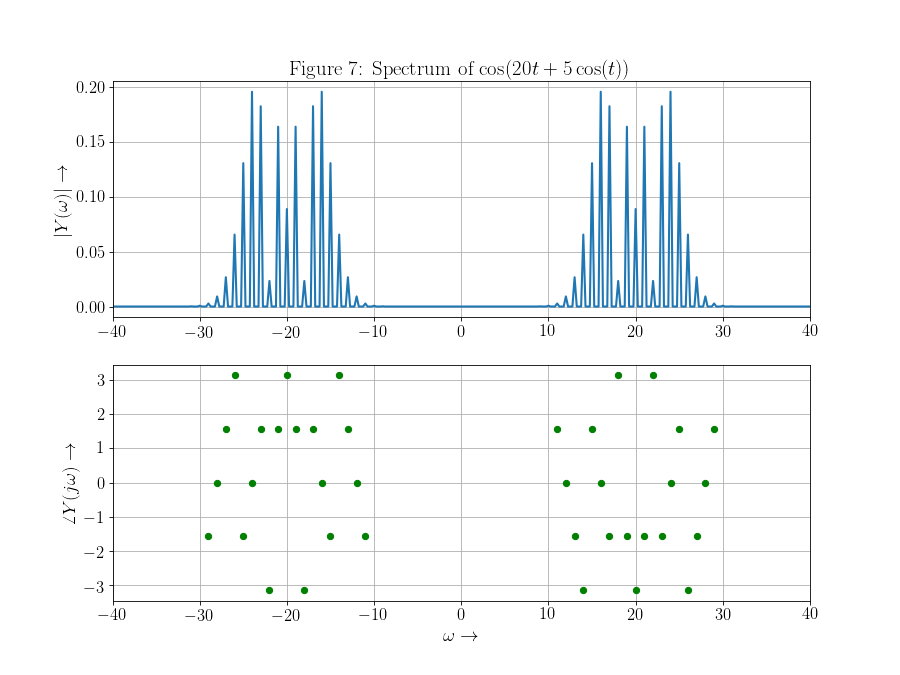 Figure 7: Spectrum of cos(20t + 5 cos(t))
|Y(ω)| →
0.20
0.15
0.10
0.05
0.00
−40 −30 −20 −10 0 10 20 30 40
∠Y(jω) →
3
2
1
0
−1
−2
−3
−40 −30 −20 −10 0 10 20 30 40
ω →